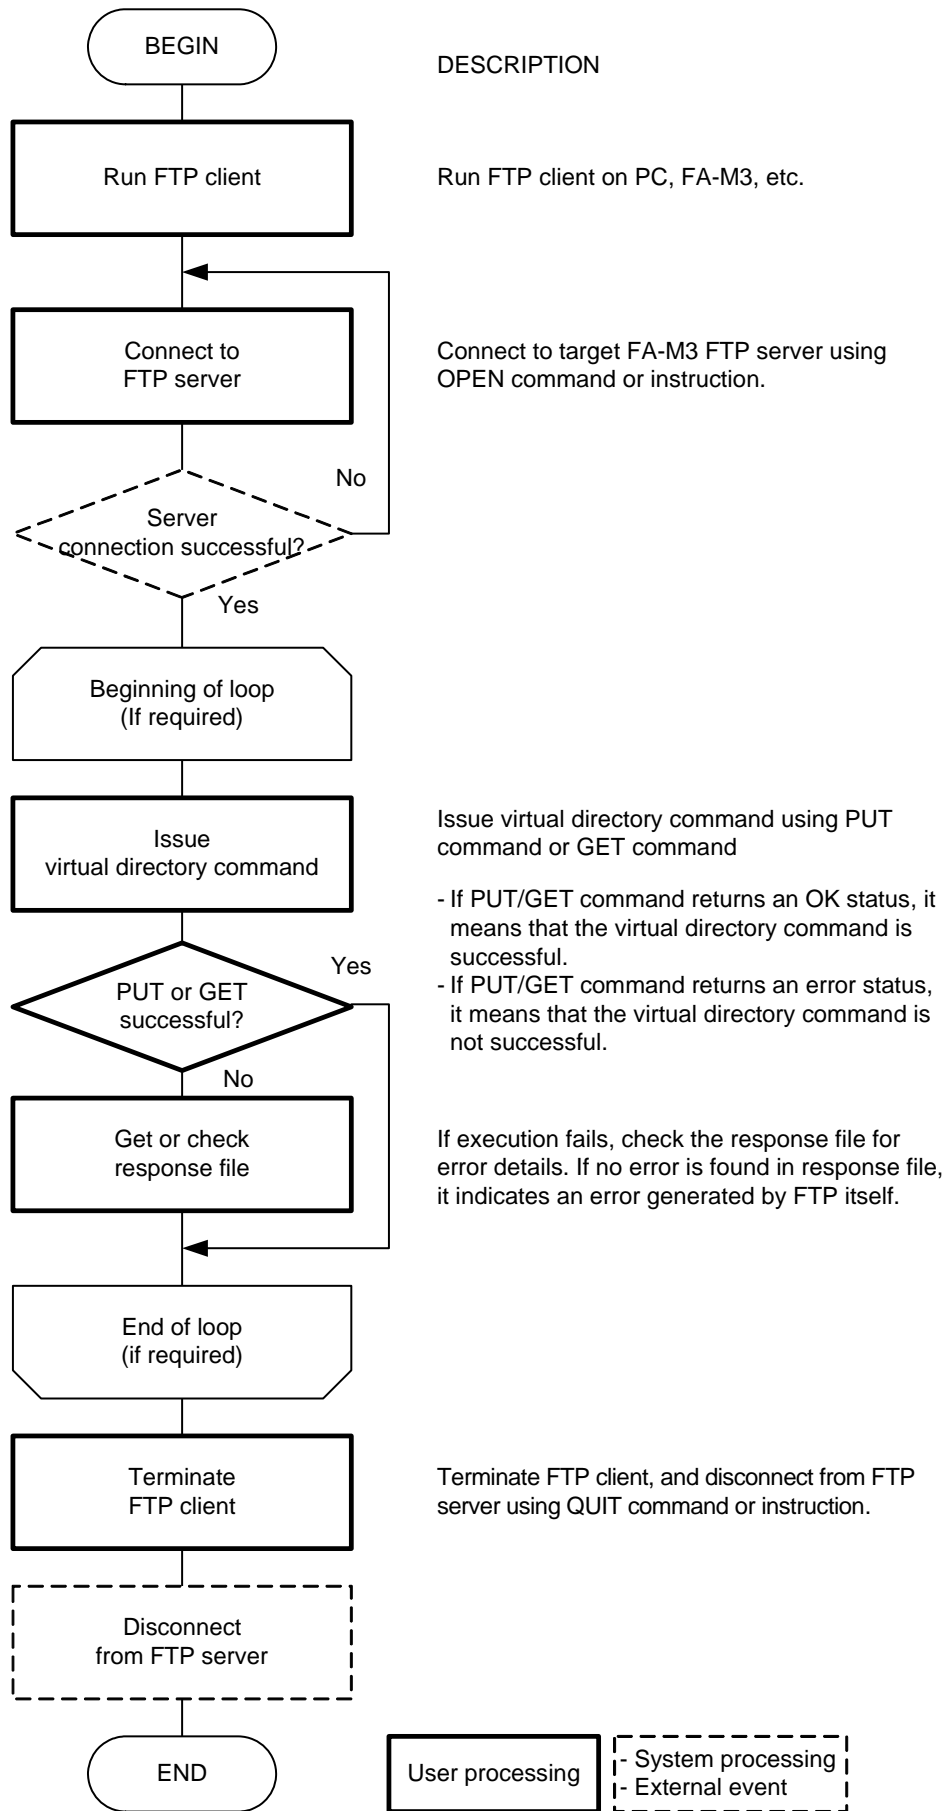 BEGIN
DESCRIPTION
Run FTP client
Run FTP client on PC, FA-M3, etc.
Connect to
FTP server
Connect to target FA-M3 FTP server using
OPEN command or instruction.
No
Server
connection successful?
Yes
Beginning of loop
(If required)
Issue
virtual directory command
Issue virtual directory command using PUT
command or GET command
- If PUT/GET command returns an OK status, it
means that the virtual directory command is
successful.
- If PUT/GET command returns an error status,
it means that the virtual directory command is
not successful.
Yes
PUT or GET
successful?
No
Get or check
response file
If execution fails, check the response file for
error details. If no error is found in response file,
it indicates an error generated by FTP itself.
End of loop
(if required)
Terminate
FTP client
Terminate FTP client, and disconnect from FTP
server using QUIT command or instruction.
Disconnect
from FTP server
END
User processing
- System processing
- External event